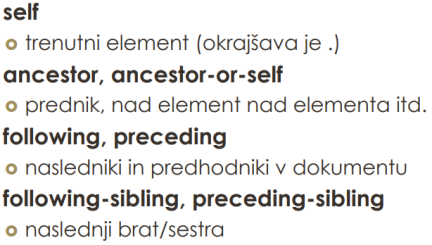 self
trenutni element (okrajšava je .)
ancestor, ancestor-or-self
prednik, nad element nad elementa itd.
following, preceding
nasledniki in predhodniki v dokumentu
following-sibling, preceding-sibling
naslednji brat/sestra